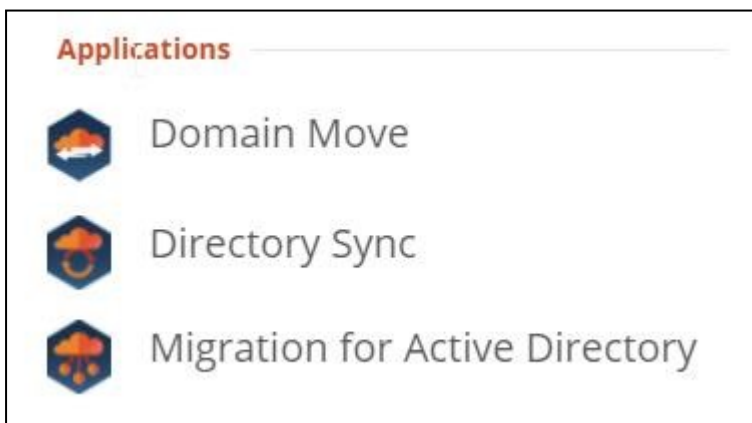 Applications
Domain Move
Directory Sync
Migration for Active Directory